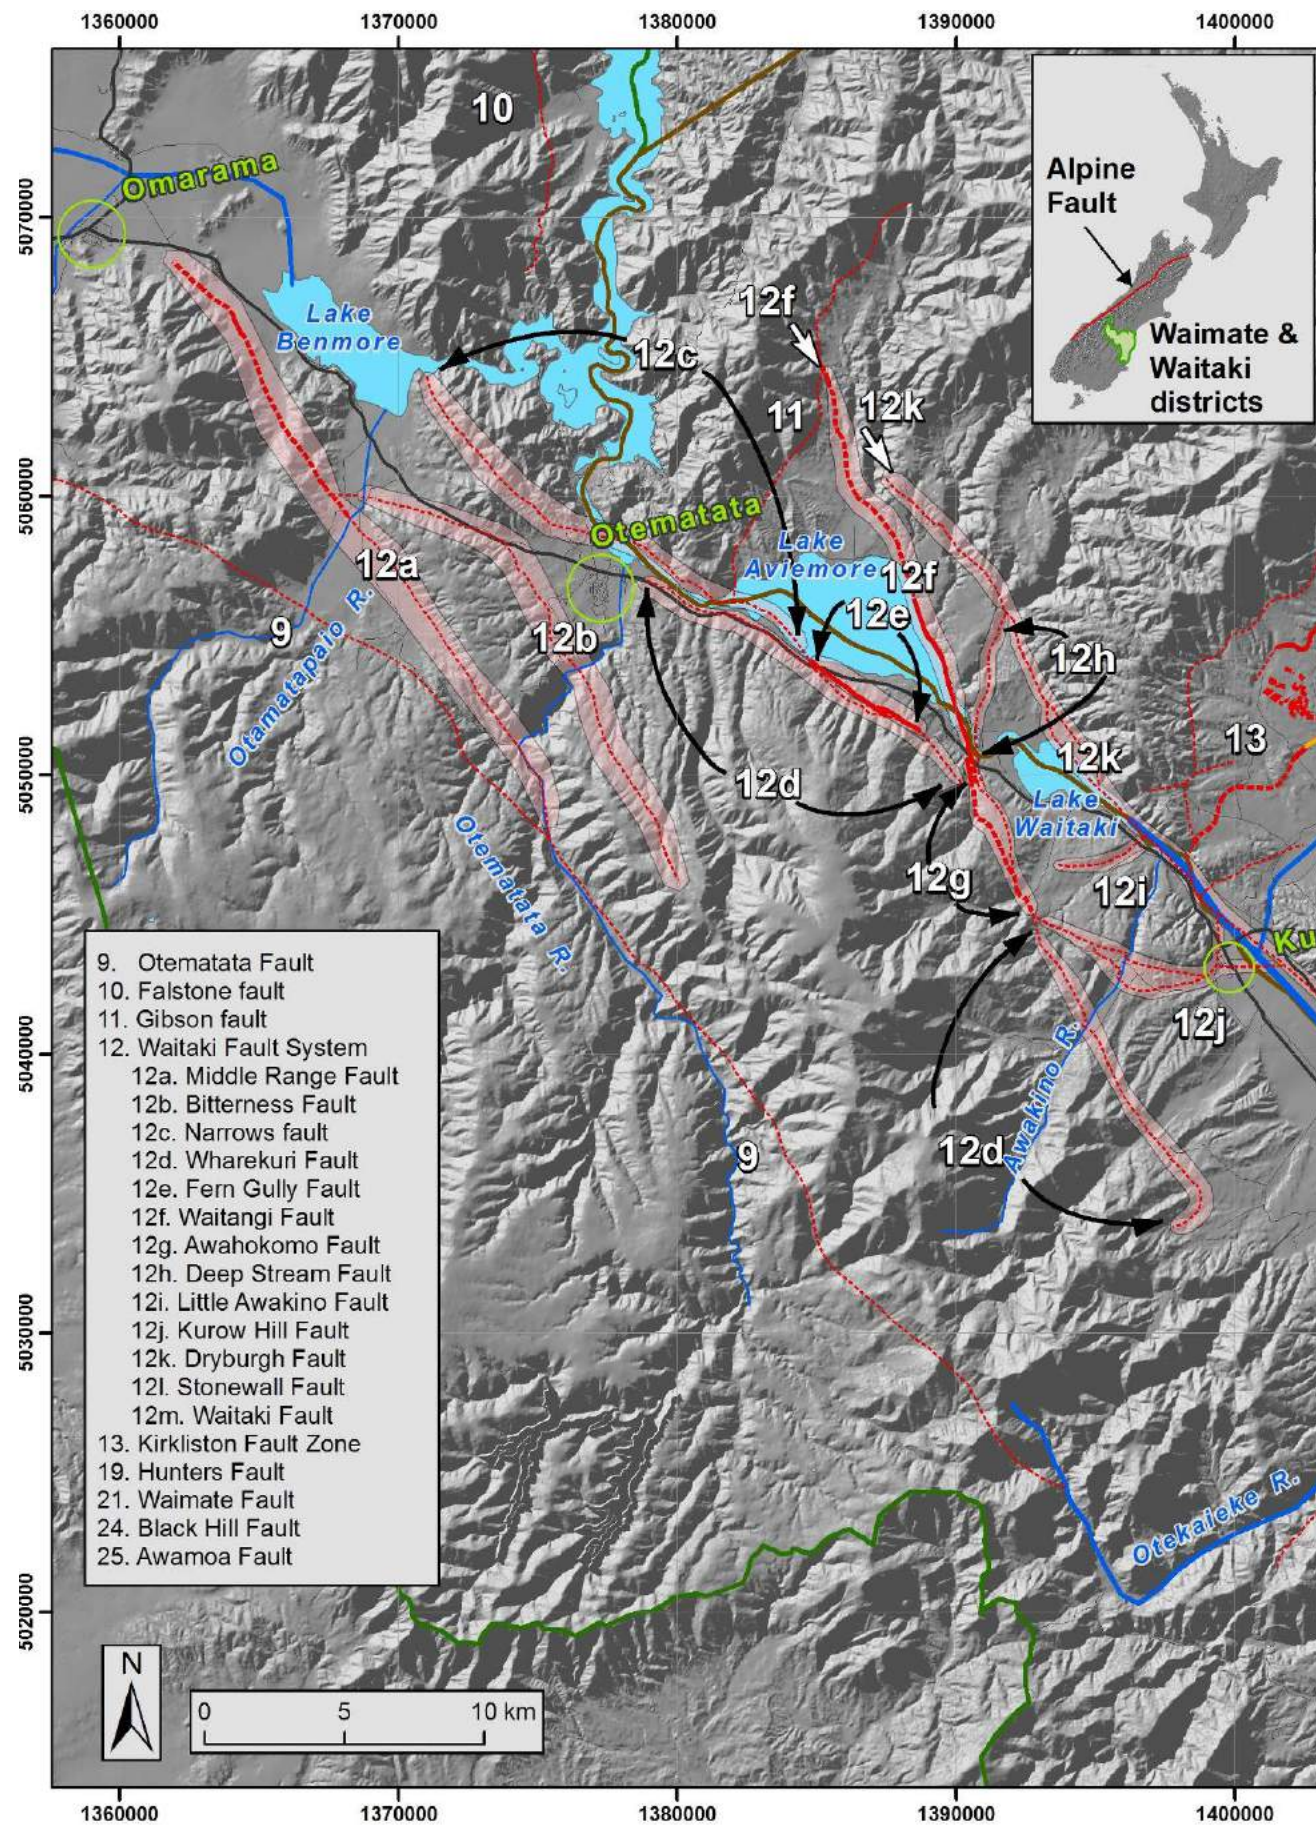 1360000 1370000 1380000 1390000 1400000
10
Omarama
Alpine
Fault
Waimate &
Waitaki
districts
5070000
Lake
Benmore
12f
12c
11
12k
5060000
Otematata
Lake
Aviemore
12f
12a
12e
9
12b
12h
Otamatapaio R.
13
12k
5050000
12d
Lake
Waitaki
Otematata R.
12g
12i
Ku
12j
5040000
Awakino R.
12d
9
9. Otematata Fault
10. Falstone fault
11. Gibson fault
12. Waitaki Fault System
12a. Middle Range Fault
12b. Bitterness Fault
12c. Narrows fault
12d. Wharekuri Fault
12e. Fern Gully Fault
12f. Waitangi Fault
12g. Awahokomo Fault
12h. Deep Stream Fault
12i. Little Awakino Fault
12j. Kurow Hill Fault
12k. Dryburgh Fault
12l. Stonewall Fault
12m. Waitaki Fault
13. Kirkliston Fault Zone
19. Hunters Fault
21. Waimate Fault
24. Black Hill Fault
25. Awamoa Fault
5030000
Otekaieke R.
5020000
N
0 5 10 km
1360000 1370000 1380000 1390000 1400000